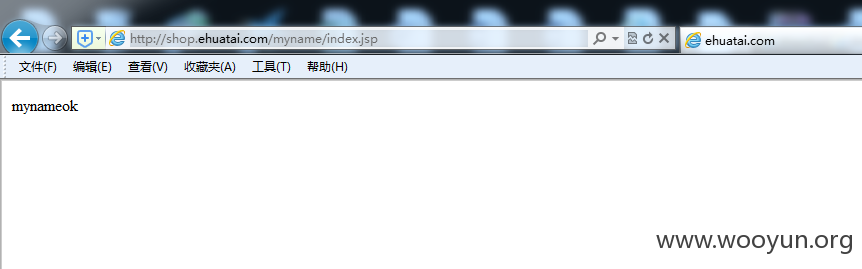 http://shop.ehuatai.com/myname/index.jsp
ehuatai.com
文件(F) 编辑(E) 查看(V) 收藏夹(A) 工具(T) 帮助(H)
mynameok
www.wooyun.org